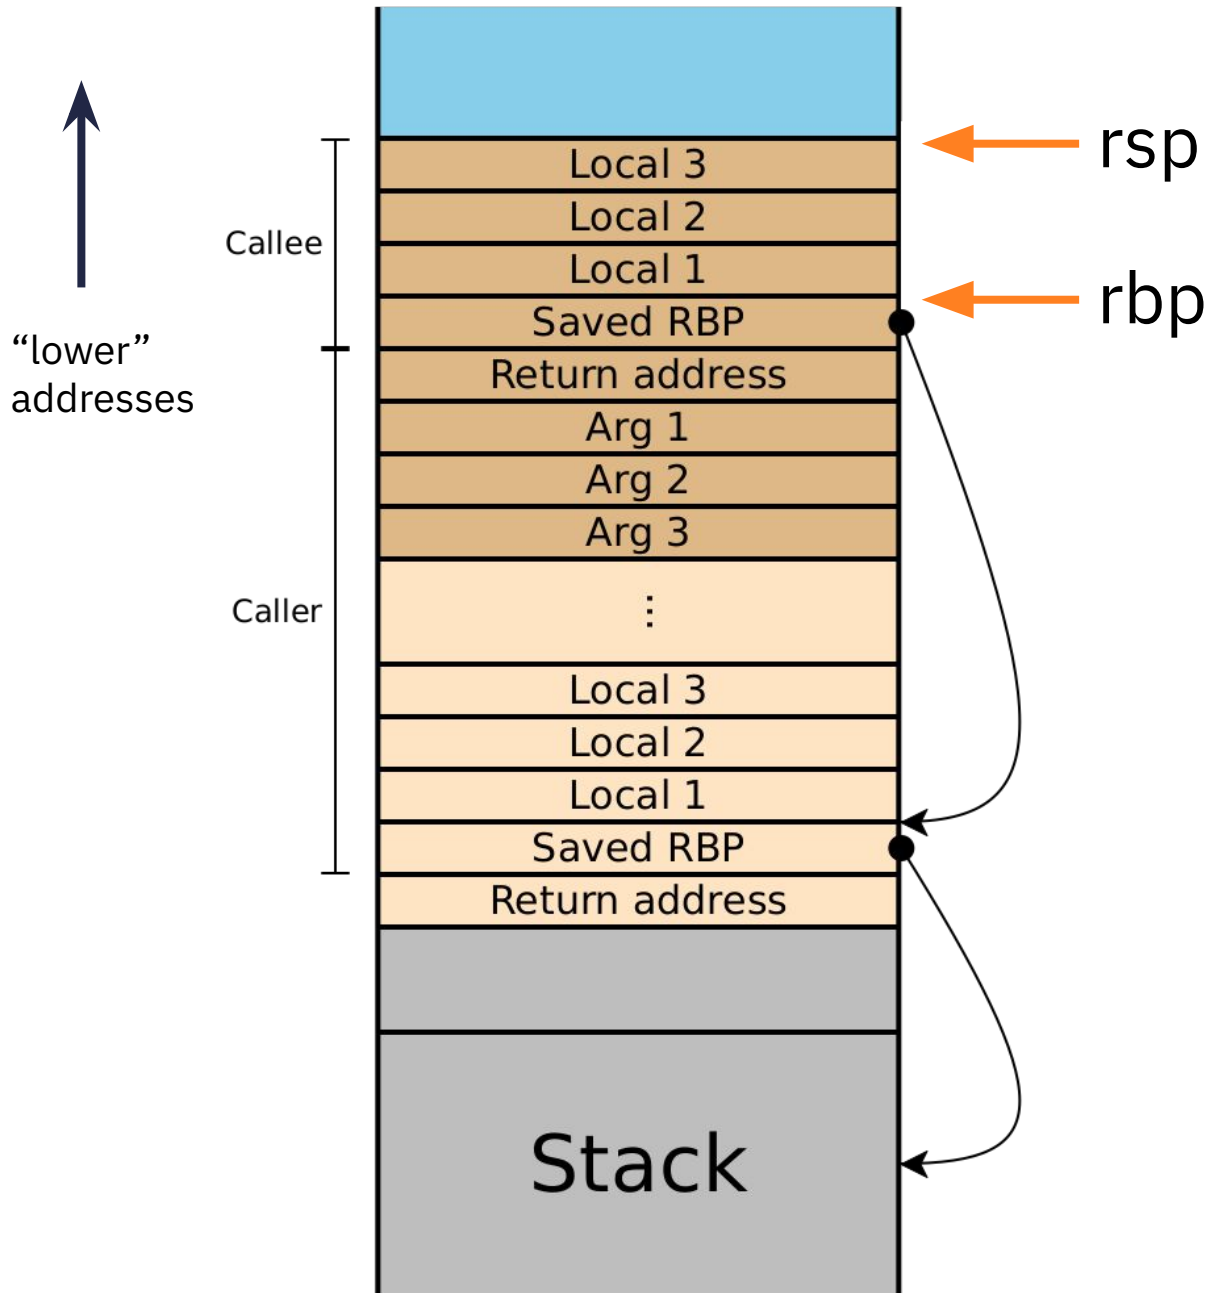 Local 3
rsp
Local 2
Callee
Local 1
rbp
Saved RBP
“lower”
addresses
Return address
Arg 1
Arg 2
Arg 3
Caller
⋮
Local 3
Local 2
Local 1
Saved RBP
Return address
Stack